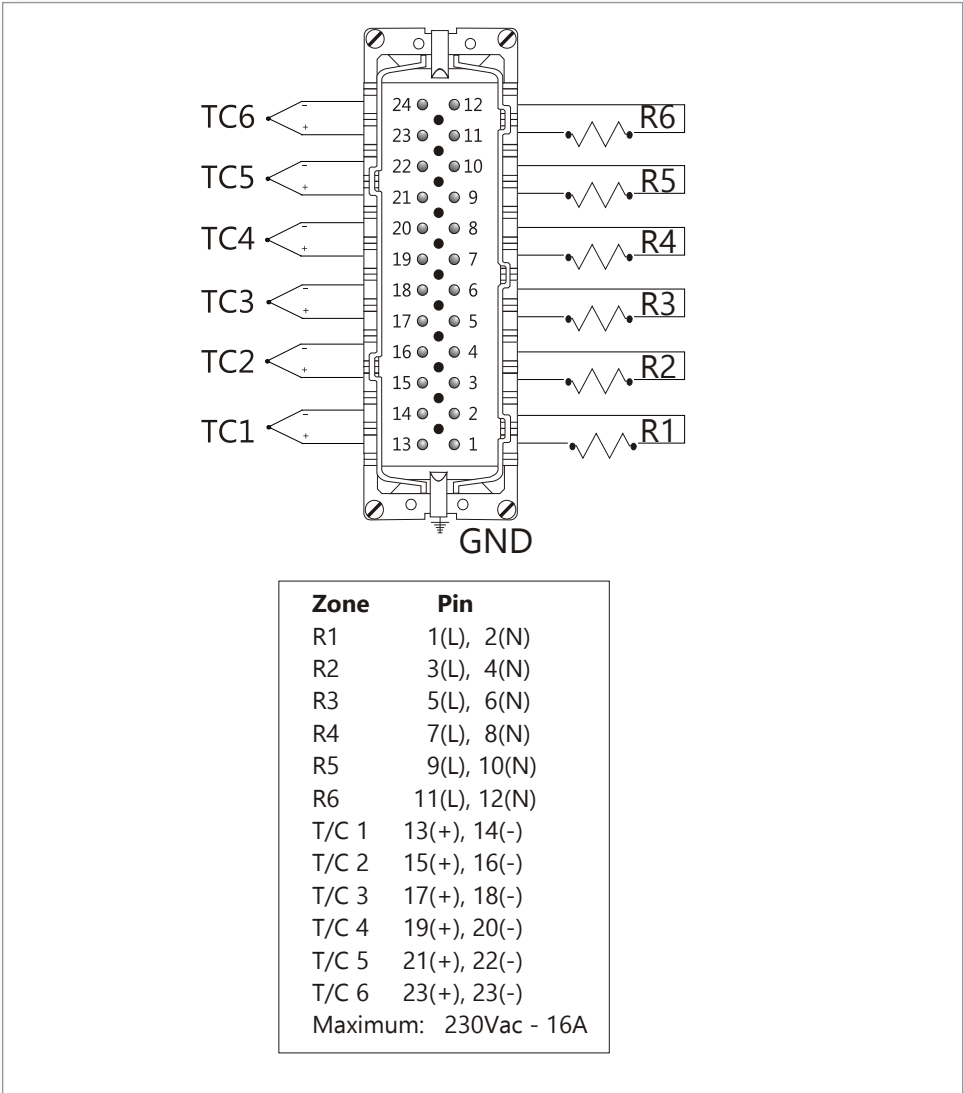 TC6 - + 24 12 R6
23 11
TC5 - + 22 10 R5
21 9
TC4 - + 20 8 R4
19 7
TC3 - + 18 6 R3
17 5
TC2 - + 16 4 R2
15 3
TC1 - + 14 2 R1
13 1
GND
Zone Pin
R1 1(L), 2(N)
R2 3(L), 4(N)
R3 5(L), 6(N)
R4 7(L), 8(N)
R5 9(L), 10(N)
R6 11(L), 12(N)
T/C 1 13(+), 14(-)
T/C 2 15(+), 16(-)
T/C 3 17(+), 18(-)
T/C 4 19(+), 20(-)
T/C 5 21(+), 22(-)
T/C 6 23(+), 23(-)
Maximum: 230Vac - 16A